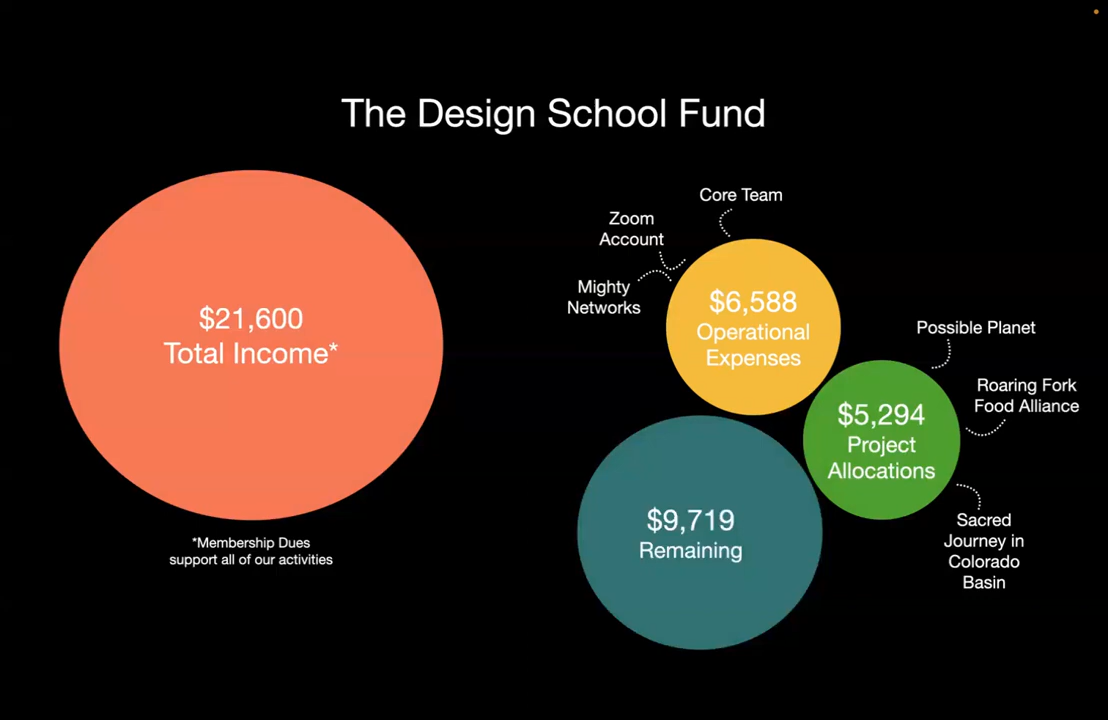 The Design School Fund
$21,600
Total Income*
*Membership Dues
support all of our activities
Core Team
Zoom
Account
Mighty
Networks
$6,588
Operational
Expenses
Possible Planet
Roaring Fork
Food Alliance
$5,294
Project
Allocations
Sacred
Journey in
Colorado
Basin
$9,719
Remaining